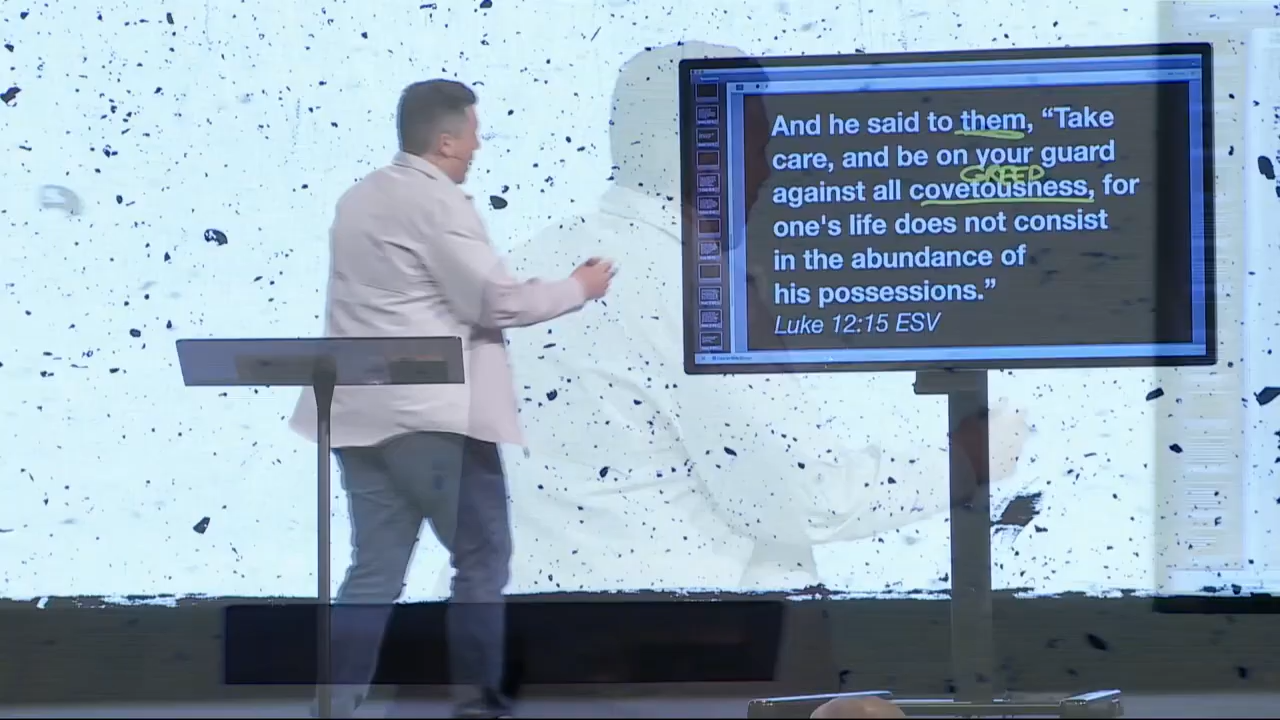 And he said to them, “Take
care, and be on your guard
GREED
against all covetousness, for
one's life does not consist
in the abundance of
his possessions.”
Luke 12:15 ESV